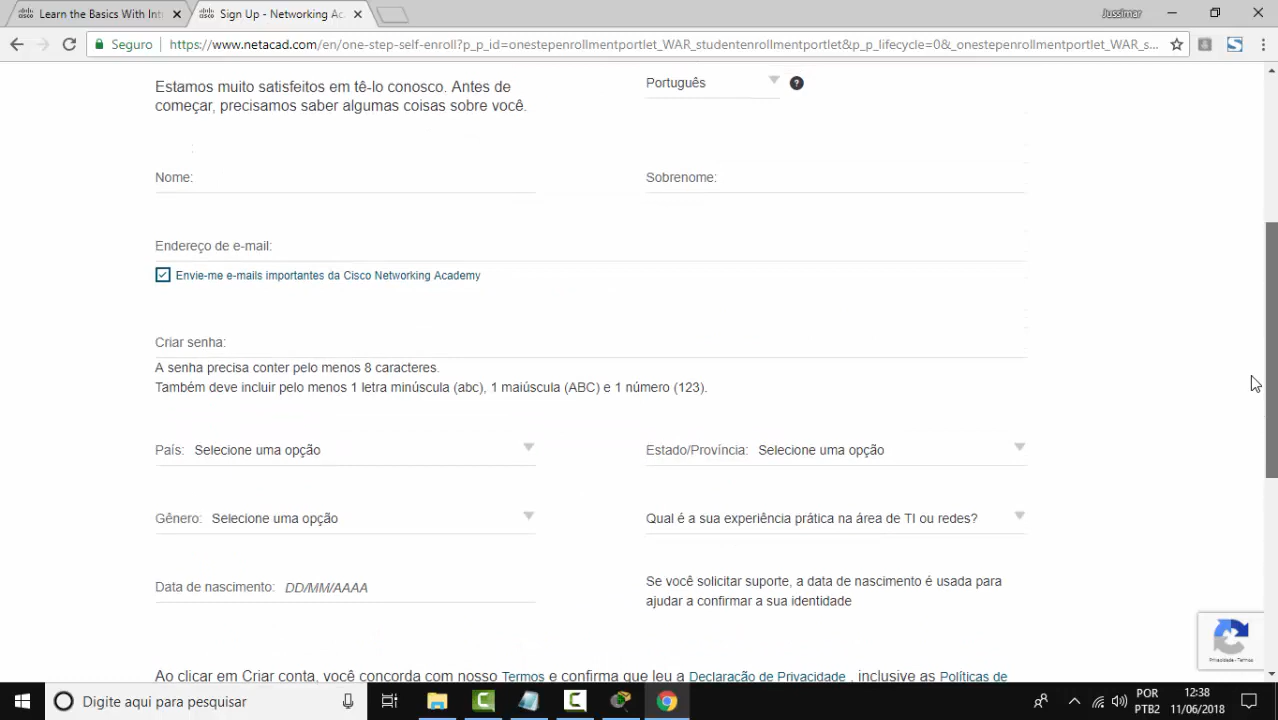 Learn the Basics With Int
Sign Up - Networking Ac
Jussimar
Seguro
https://www.netacad.com/en/one-step-self-enroll?p_p_id=onestepenrollmentportlet_WAR_studentenrollmentportlet&p_p_lifecycle=0&_onestepenrollmentportlet_WAR_s...
Estamos muito satisfeitos em tê-lo conosco. Antes de
começar, precisamos saber algumas coisas sobre você.
Português
?
Nome:
Sobrenome:
Endereço de e-mail:
Envie-me e-mails importantes da Cisco Networking Academy
Criar senha:
A senha precisa conter pelo menos 8 caracteres.
Também deve incluir pelo menos 1 letra minúscula (abc), 1 maiúscula (ABC) e 1 número (123).
País: Selecione uma opção
Estado/Província: Selecione uma opção
Gênero: Selecione uma opção
Qual é a sua experiência prática na área de TI ou redes?
Data de nascimento: DD/MM/AAAA
Se você solicitar suporte, a data de nascimento é usada para
ajudar a confirmar a sua identidade
Privacidade - Termos
Ao clicar em Criar conta, você concorda com nosso Termos e confirma que leu a Declaração de Privacidade , inclusive as Políticas de
Digite aqui para pesquisar
POR
PTB2
12:38
11/06/2018